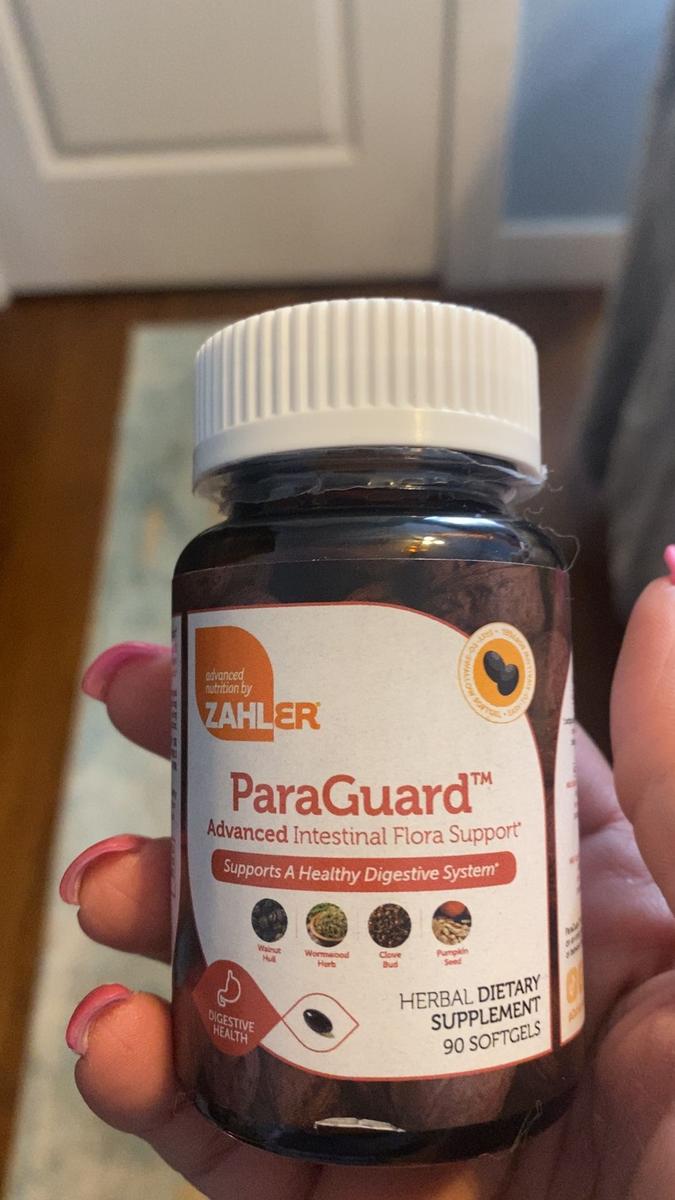 advanced
nutrition by
ZAHLER
ParaGuard™
Advanced Intestinal Flora Support*
Supports A Healthy Digestive System*
Walnut
Hull
Wormwood
Herb
Clove
Bud
Pumpkin
Seed
DIGESTIVE
HEALTH
HERBAL DIETARY
SUPPLEMENT
90 SOFTGELS